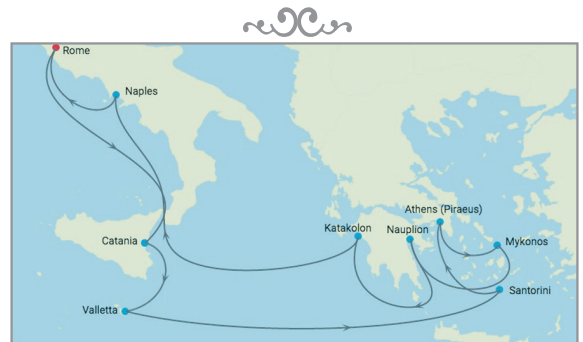 Rome
Naples
Athens (Piraeus)
Katakolon
Nauplion
Catania
Mykonos
Santorini
Valletta